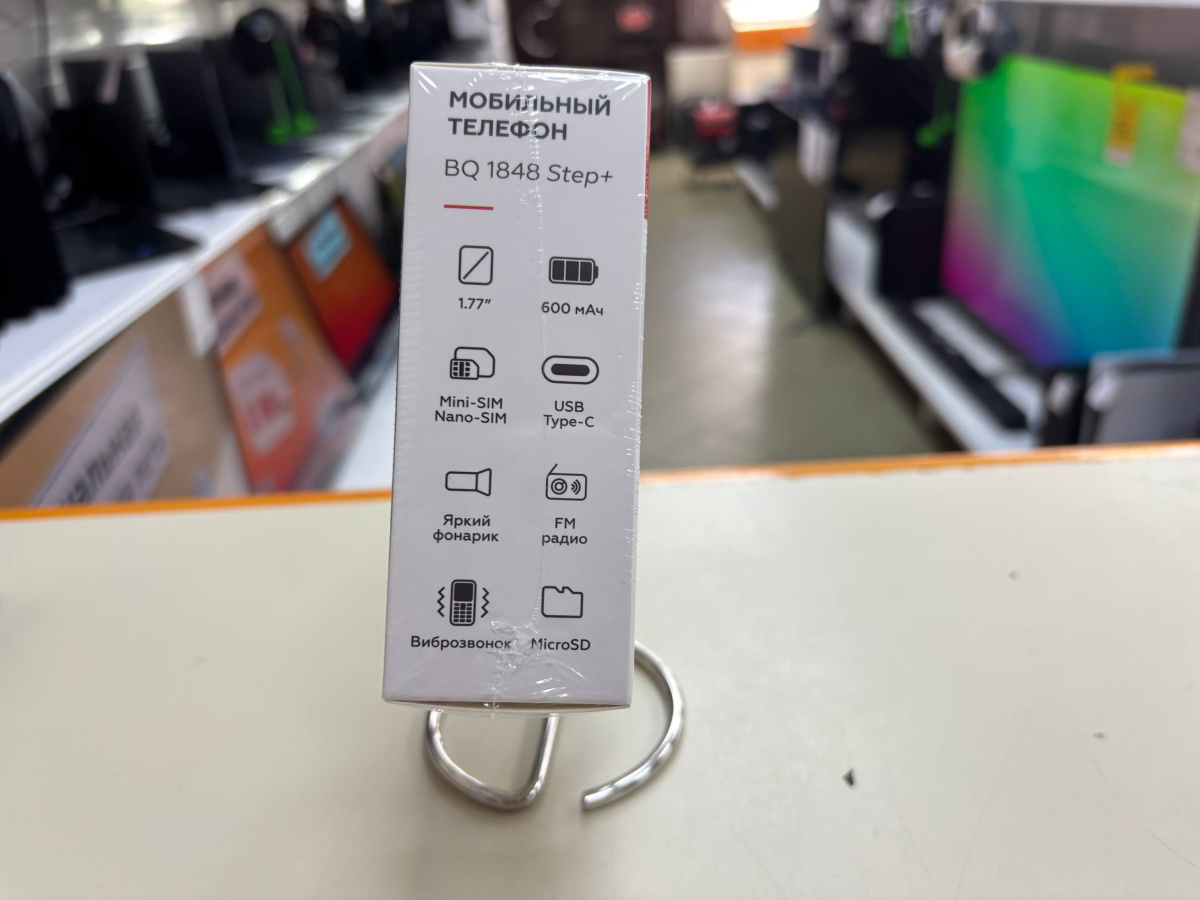 МОБИЛЬНЫЙ
ТЕЛЕФОН
BQ 1848 Step+
1.77″
600 мАч
Mini-SIM
Nano-SIM
USB
Type-C
Яркий
фонарик
FM
радио
Виброзвонок
MicroSD